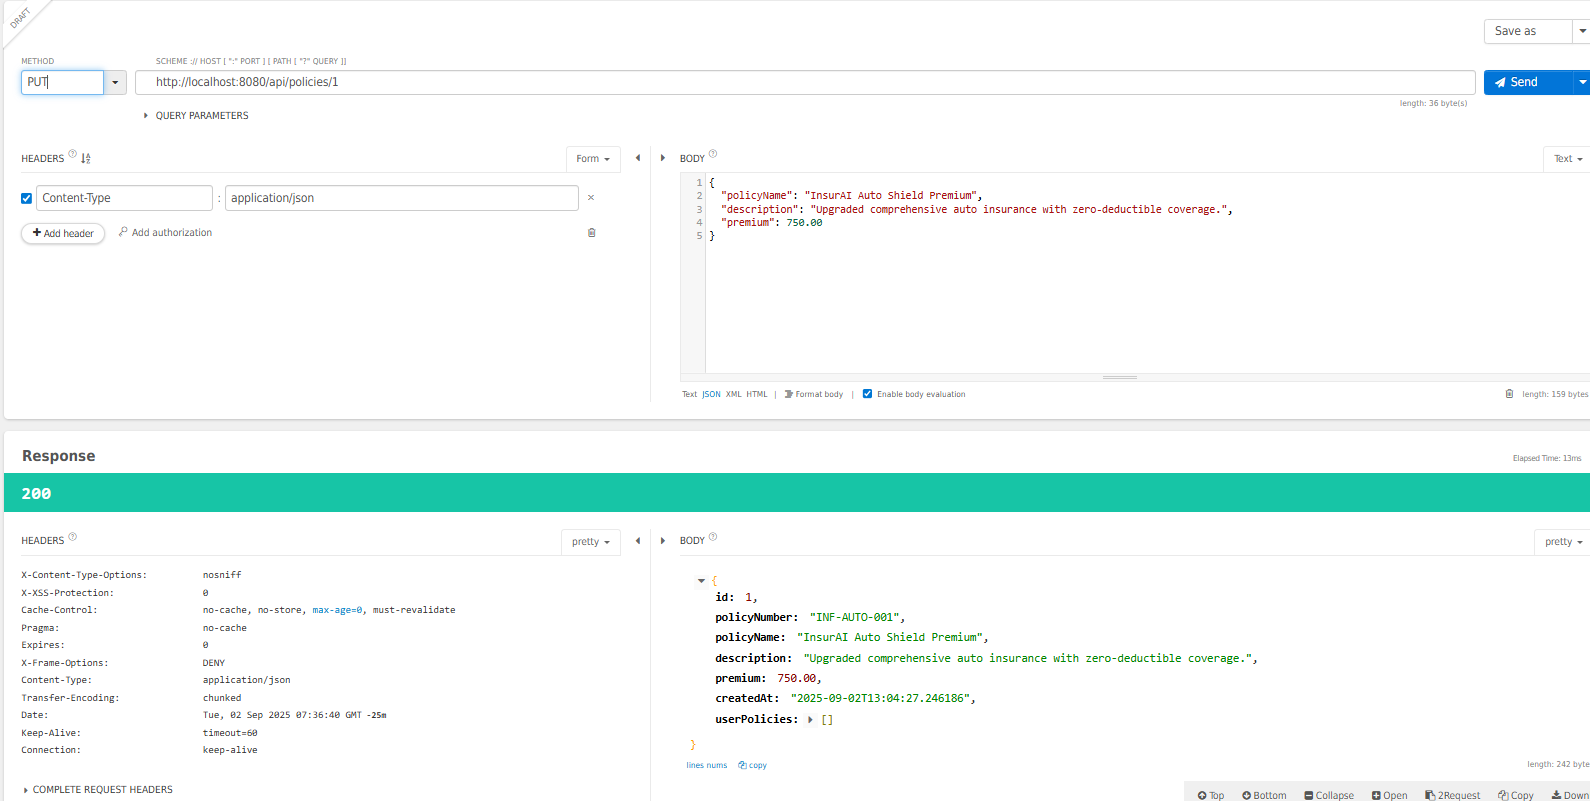 DRAFT
Save as
METHOD
SCHEME :// HOST [ ":" PORT ] [ PATH [ "?" QUERY ]]
PUT
http://localhost:8080/api/policies/1
Send
length: 36 byte(s)
QUERY PARAMETERS
HEADERS
Form
BODY
Text
Content-Type : application/json
Add header
Add authorization
1 {
2 "policyName": "InsurAI Auto Shield Premium",
3 "description": "Upgraded comprehensive auto insurance with zero-deductible coverage.",
4 "premium": 750.00
5 }
Text JSON XML HTML | Format body | Enable body evaluation
length: 159 bytes
Response
Elapsed Time: 13ms
200
HEADERS
pretty
BODY
pretty
X-Content-Type-Options: nosniff
X-XSS-Protection: 0
Cache-Control: no-cache, no-store, max-age=0, must-revalidate
Pragma: no-cache
Expires: 0
X-Frame-Options: DENY
Content-Type: application/json
Transfer-Encoding: chunked
Date: Tue, 02 Sep 2025 07:36:40 GMT -25m
Keep-Alive: timeout=60
Connection: keep-alive
COMPLETE REQUEST HEADERS
{
id: 1,
policyNumber: "INF-AUTO-001",
policyName: "InsurAI Auto Shield Premium",
description: "Upgraded comprehensive auto insurance with zero-deductible coverage.",
premium: 750.00,
createdAt: "2025-09-02T13:04:27.246186",
userPolicies: []
}
lines nums copy
length: 242 byte
Top Bottom Collapse Open 2Request Copy Down